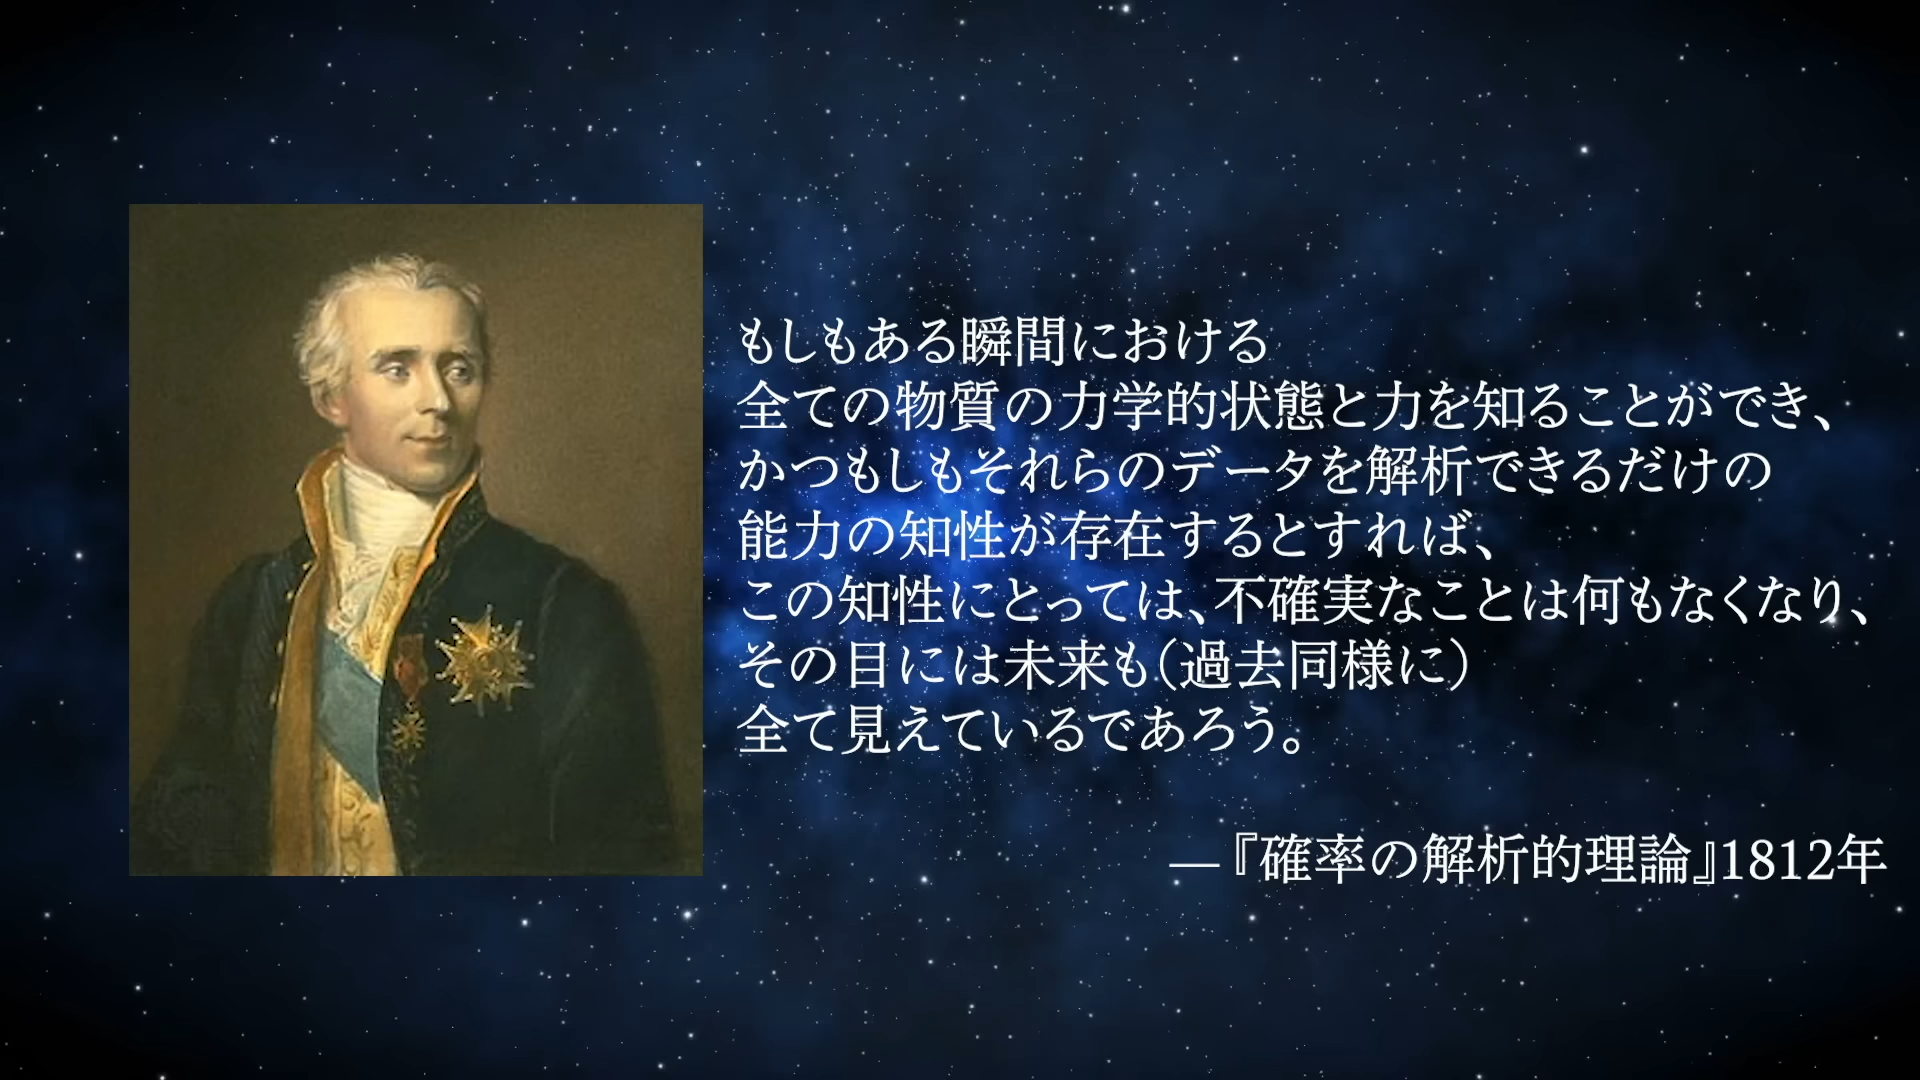 もしもある瞬間における
全ての物質の力学的状態と力を知ることができ、
かつもしもそれらのデータを解析できるだけの
能力の知性が存在するとすれば、
この知性にとっては、不確実なことは何もなくなり、
その目には未来も（過去同様に）
全て見えているであろう。
―『確率の解析的理論』1812年